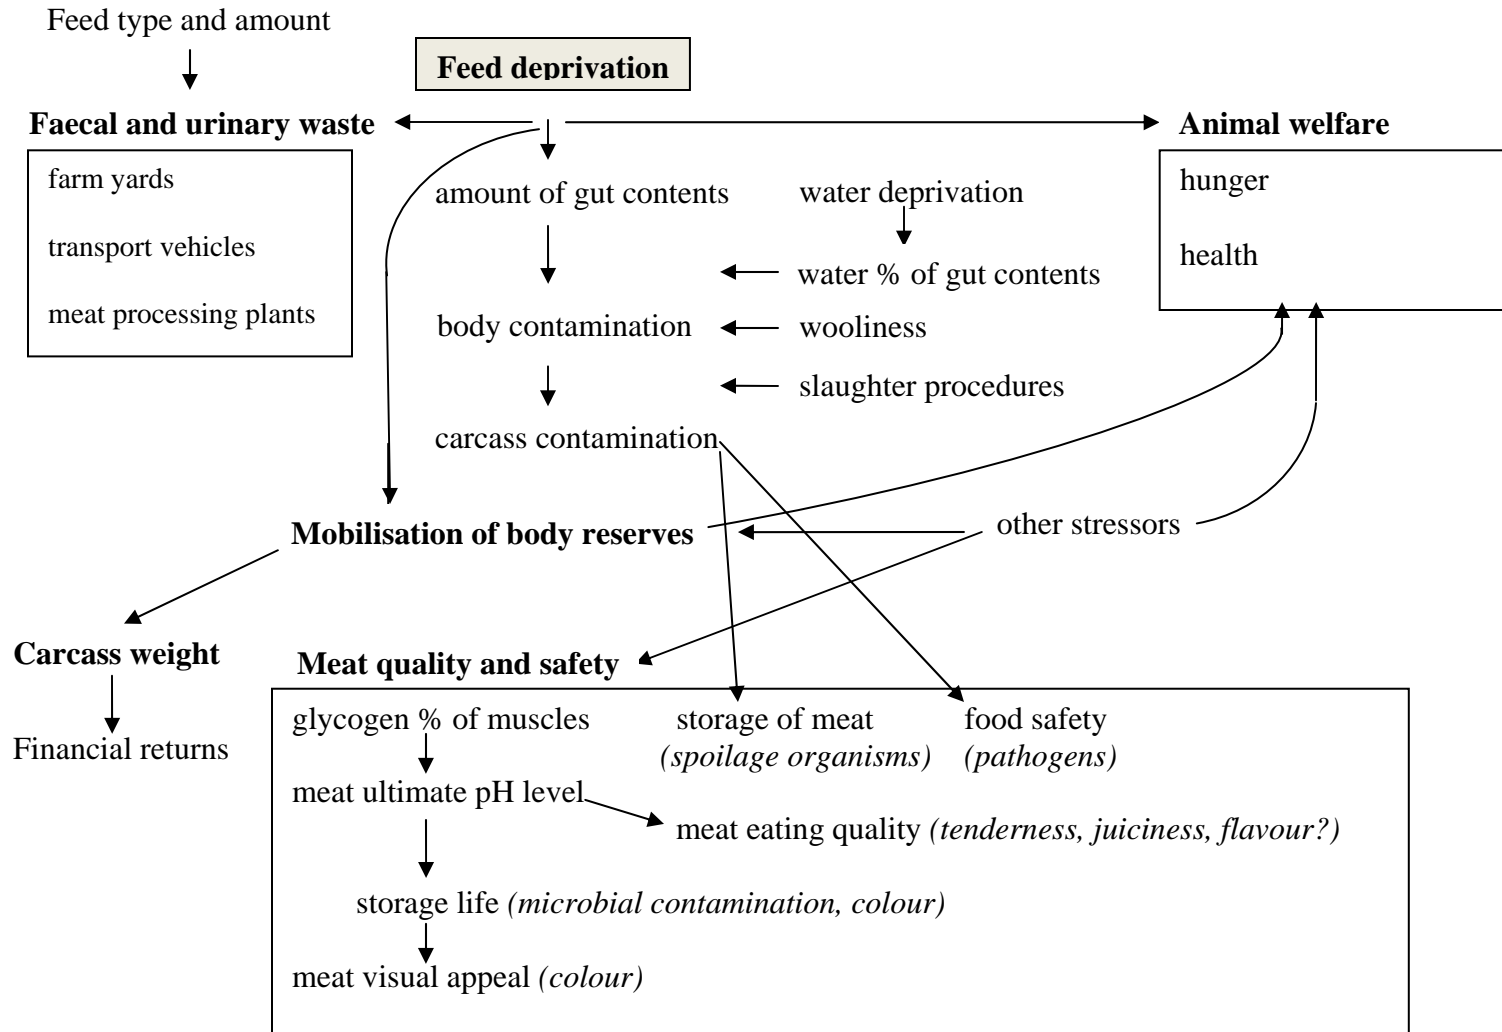 Feed type and amount
Feed deprivation
Faecal and urinary waste
farm yards
transport vehicles
meat processing plants
amount of gut contents
body contamination
carcass contamination
water deprivation
water % of gut contents
wooliness
slaughter procedures
Animal welfare
hunger
health
Mobilisation of body reserves
other stressors
Carcass weight
Financial returns
Meat quality and safety
glycogen % of muscles
meat ultimate pH level
storage of meat
(spoilage organisms)
food safety
(pathogens)
meat eating quality (tenderness, juiciness, flavour?)
storage life (microbial contamination, colour)
meat visual appeal (colour)